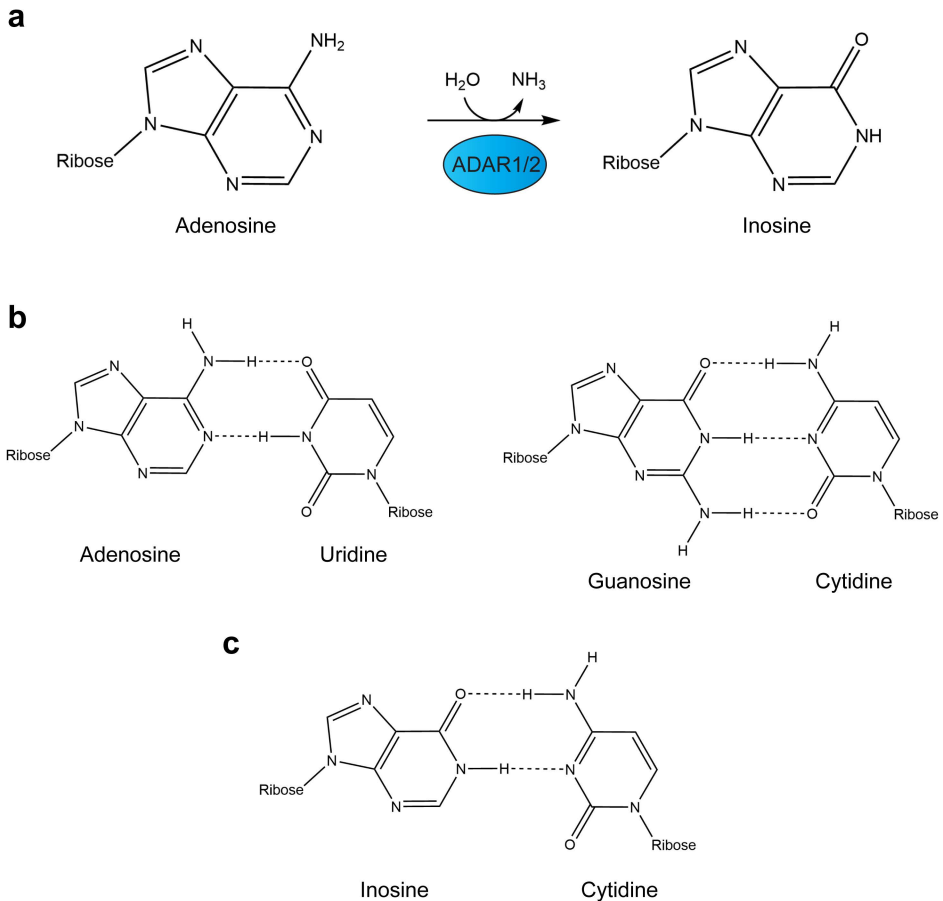 a
NH₂ O
N H₂O NH₃ N
N N ADAR1/2 N NH
Ribose N Ribose N
Adenosine Inosine
b
H H
N H O O H N
N N
N N H N N N H N
Ribose N N Ribose N N
O Ribose N H O Ribose
H
Adenosine Uridine
Guanosine Cytidine
c
H
O H N
N
N N H N
Ribose N N
O Ribose
Inosine Cytidine